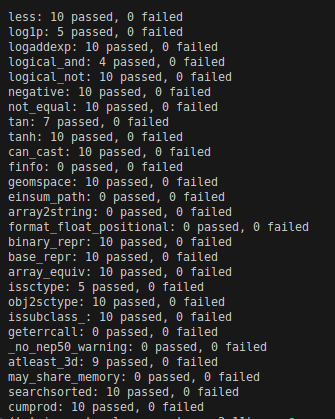 less: 10 passed, 0 failed
log1p: 5 passed, 0 failed
logaddexp: 10 passed, 0 failed
logical_and: 4 passed, 0 failed
logical_not: 10 passed, 0 failed
negative: 10 passed, 0 failed
not_equal: 10 passed, 0 failed
tan: 7 passed, 0 failed
tanh: 10 passed, 0 failed
can_cast: 10 passed, 0 failed
finfo: 0 passed, 0 failed
geomspace: 10 passed, 0 failed
einsum_path: 0 passed, 0 failed
array2string: 0 passed, 0 failed
format_float_positional: 0 passed, 0 failed
binary_repr: 10 passed, 0 failed
base_repr: 10 passed, 0 failed
array_equiv: 10 passed, 0 failed
issctype: 5 passed, 0 failed
obj2sctype: 10 passed, 0 failed
issubclass_: 10 passed, 0 failed
geterrcall: 0 passed, 0 failed
_no_nep50_warning: 0 passed, 0 failed
atleast_3d: 9 passed, 0 failed
may_share_memory: 0 passed, 0 failed
searchsorted: 10 passed, 0 failed
cumprod: 10 passed, 0 failed